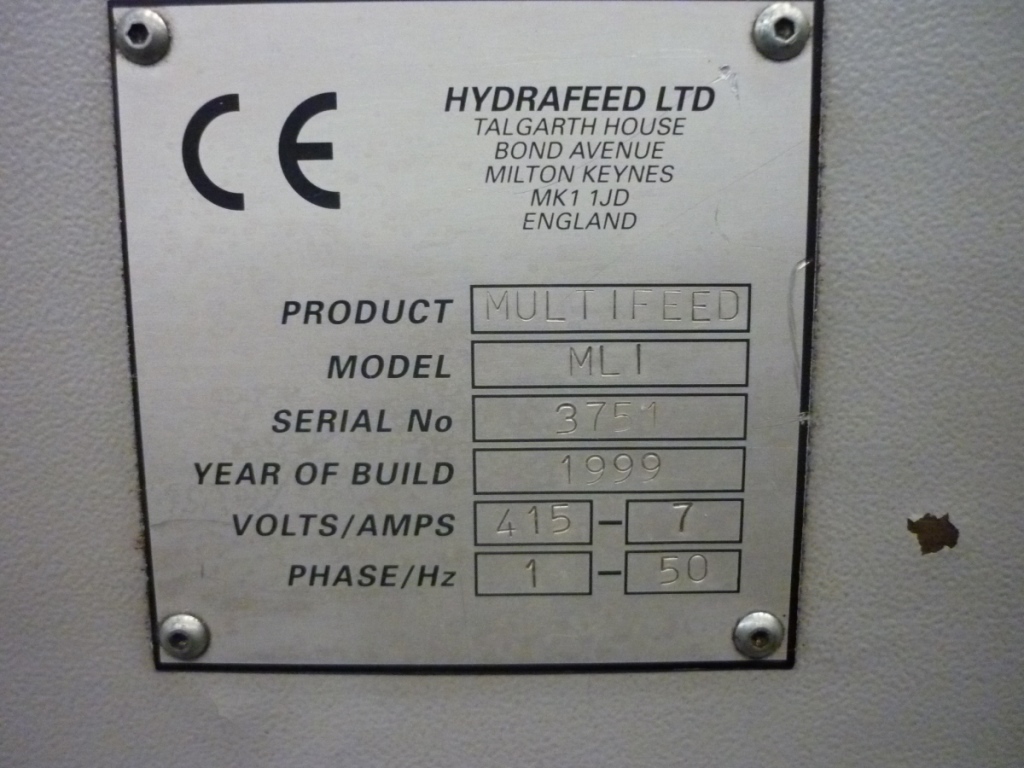 CE
HYDRAFEED LTD
TALGARTH HOUSE
BOND AVENUE
MILTON KEYNES
MK1 1JD
ENGLAND
PRODUCT MULTIFEED
MODEL MLI
SERIAL No 3751
YEAR OF BUILD 1999
VOLTS/AMPS 415 – 7
PHASE/Hz 1 – 50